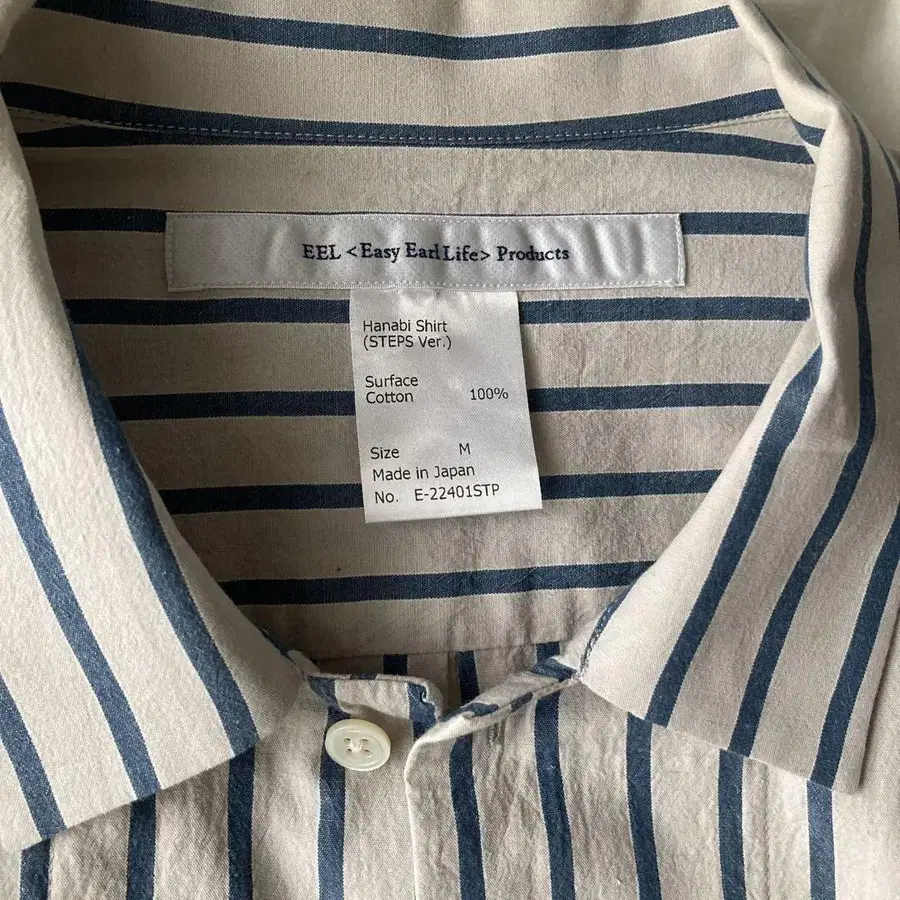 EEL <Easy Earl Life> Products
Hanabi Shirt
(STEPS Ver.)
Surface
Cotton 100%
Size M
Made in Japan
No. E-22401STP